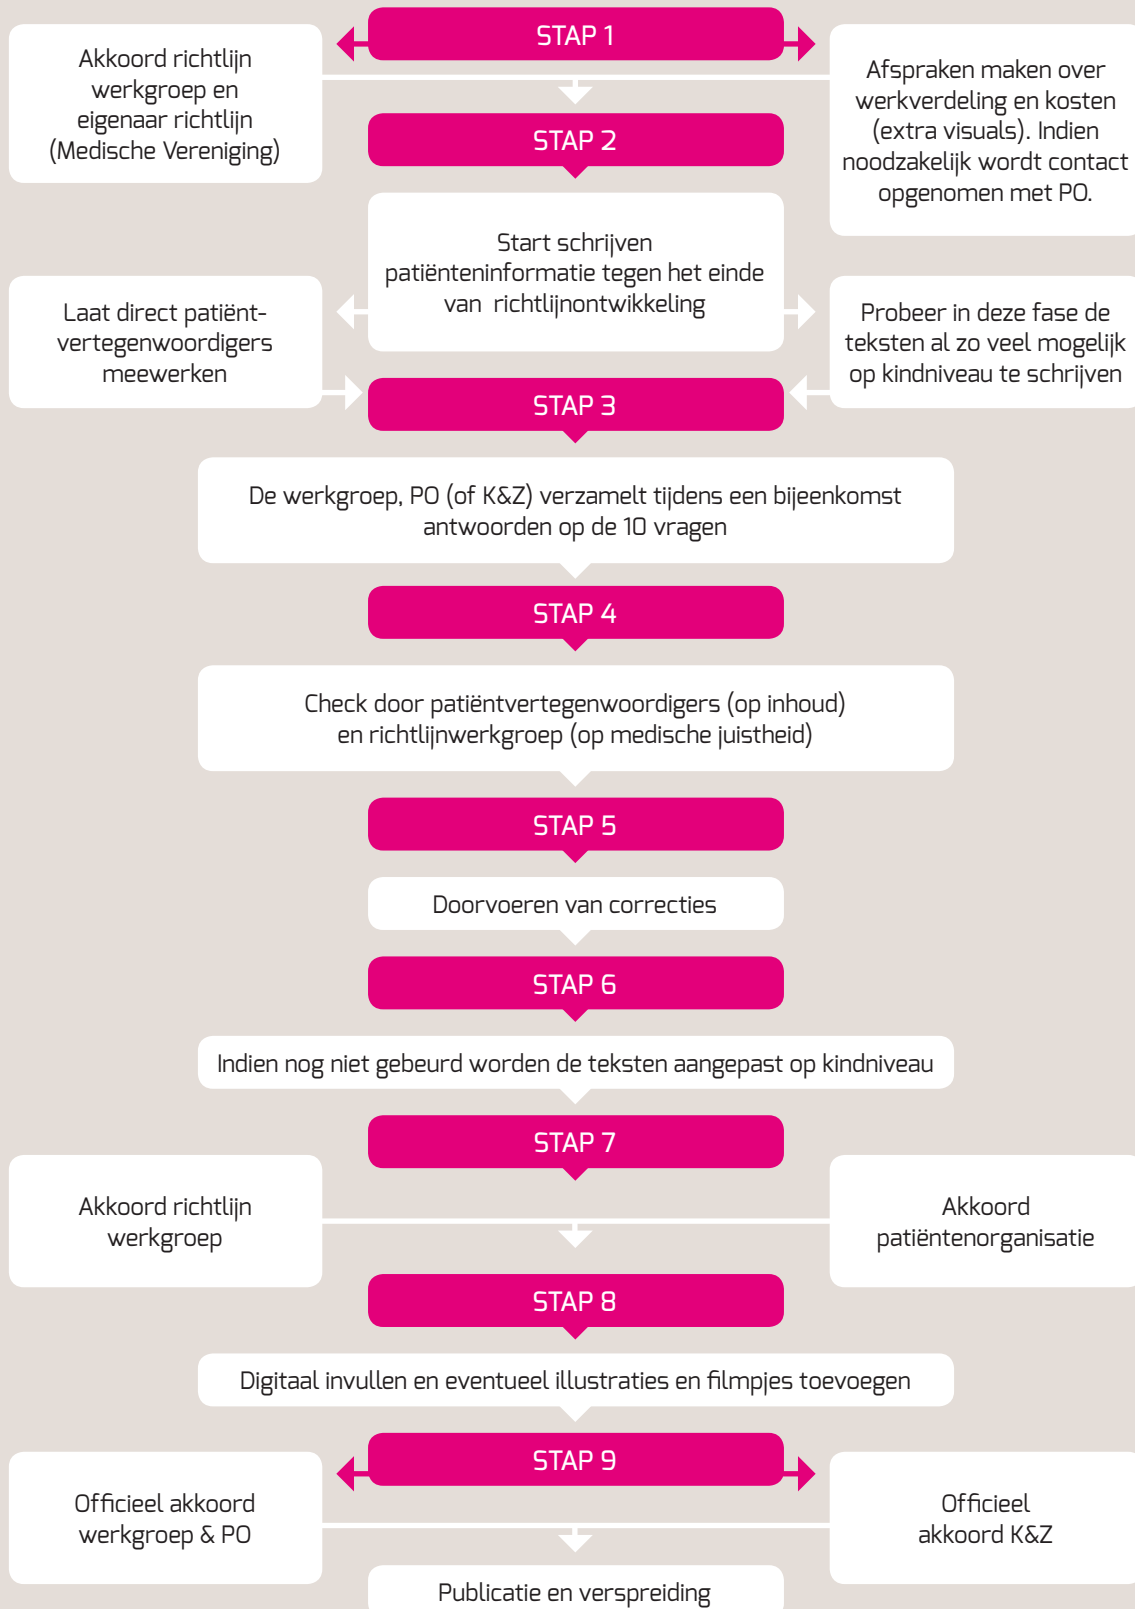 STAP 1
Akkoord richtlijn
werkgroep en
eigenaar richtlijn
(Medische Vereniging)
Afspraken maken over
werkverdeling en kosten
(extra visuals). Indien
noodzakelijk wordt contact
opgenomen met PO.
STAP 2
Start schrijven
patiënteninformatie tegen het einde
van richtlijnontwikkeling
Laat direct patiënt-
vertegenwoordigers
meewerken
Probeer in deze fase de
teksten al zo veel mogelijk
op kindniveau te schrijven
STAP 3
De werkgroep, PO (of K&Z) verzamelt tijdens een bijeenkomst
antwoorden op de 10 vragen
STAP 4
Check door patiëntvertegenwoordigers (op inhoud)
en richtlijnwerkgroep (op medische juistheid)
STAP 5
Doorvoeren van correcties
STAP 6
Indien nog niet gebeurd worden de teksten aangepast op kindniveau
STAP 7
Akkoord richtlijn
werkgroep
Akkoord
patiëntenorganisatie
STAP 8
Digitaal invullen en eventueel illustraties en filmpjes toevoegen
STAP 9
Officieel akkoord
werkgroep & PO
Officieel
akkoord K&Z
Publicatie en verspreiding